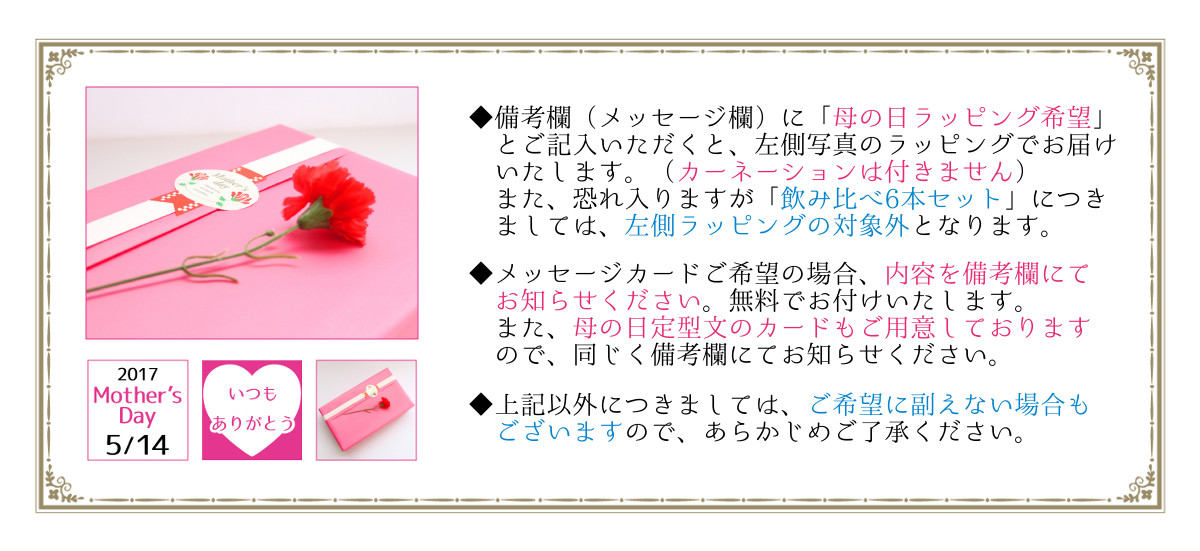 Mother's
day
2017
Mother's
Day
5/14
いつも
ありがとう
◆備考欄（メッセージ欄）に「母の日ラッピング希望」
とご記入いただくと、左側写真のラッピングでお届け
いたします。（カーネーションは付きません）
また、恐れ入りますが「飲み比べ6本セット」につき
ましては、左側ラッピングの対象外となります。
◆メッセージカードご希望の場合、内容を備考欄にて
お知らせください。無料でお付けいたします。
また、母の日定型文のカードもご用意しております
ので、同じく備考欄にてお知らせください。
◆上記以外につきましては、ご希望に副えない場合も
ございますので、あらかじめご了承ください。